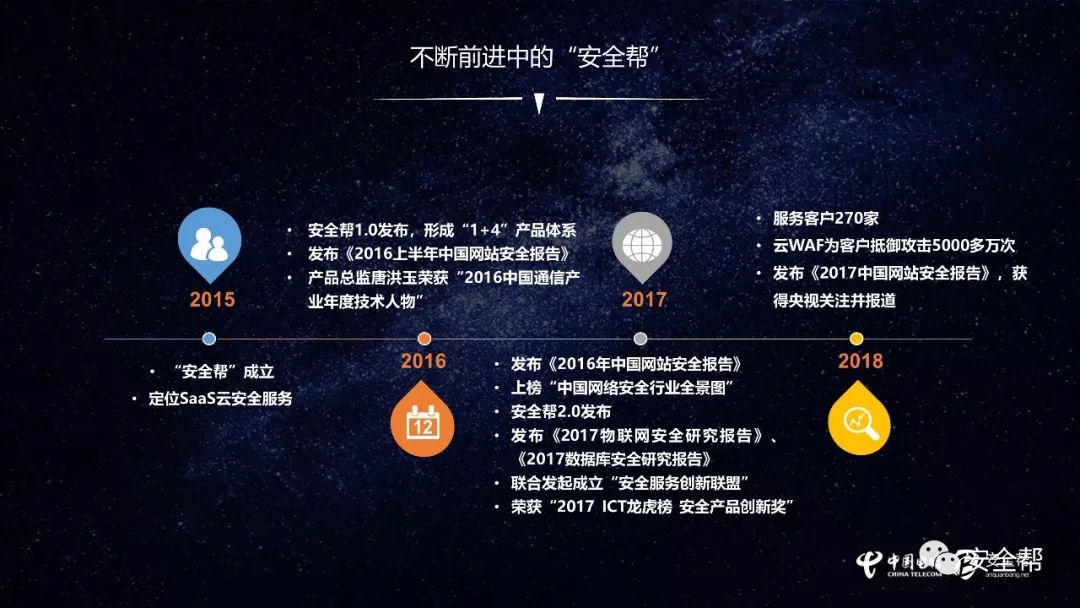 不断前进中的“安全帮”
2015
• “安全帮”成立
• 定位SaaS云安全服务
• 安全帮1.0发布，形成“1+4”产品体系
• 发布《2016上半年中国网站安全报告》
• 产品总监唐洪玉荣获“2016中国通信产
业年度技术人物”
2016
12
2017
• 发布《2016年中国网站安全报告》
• 上榜“中国网络安全行业全景图”
• 安全帮2.0发布
• 发布《2017物联网安全研究报告》、
《2017数据库安全研究报告》
• 联合发起成立“安全服务创新联盟”
• 荣获“2017 ICT龙虎榜 安全产品创新奖”
• 服务客户270家
• 云WAF为客户抵御攻击5000多万次
• 发布《2017中国网站安全报告》，获
得央视关注并报道
2018
中国
CHINA TELECOM
安全帮
anquanbang.net